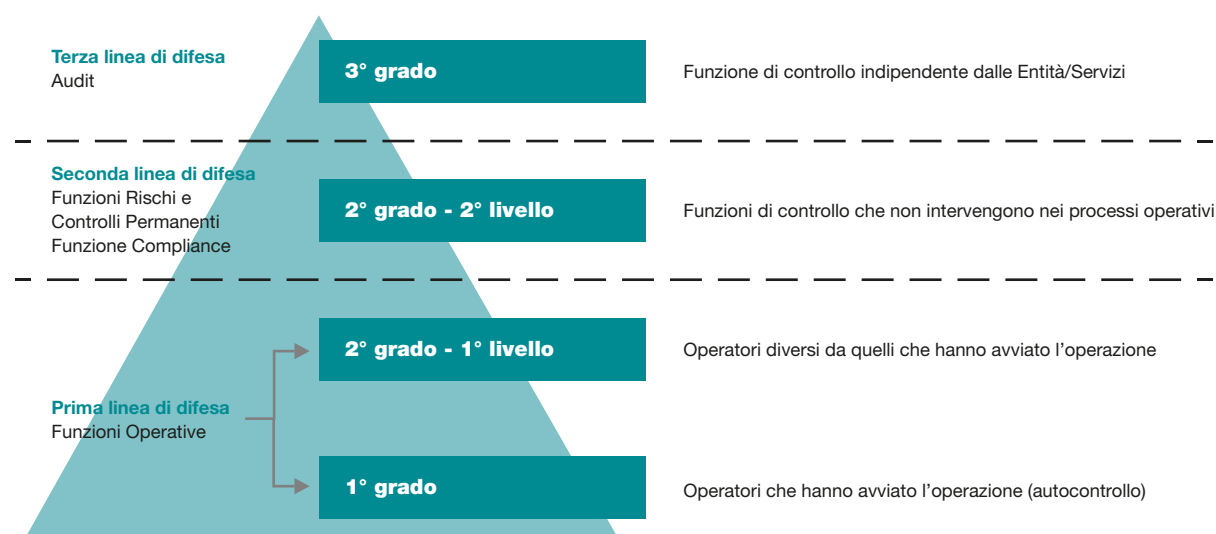 Terza linea di difesa
Audit
3° grado
Funzione di controllo indipendente dalle Entità/Servizi
Seconda linea di difesa
Funzioni Rischi e
Controlli Permanenti
Funzione Compliance
2° grado - 2° livello
Funzioni di controllo che non intervengono nei processi operativi
2° grado - 1° livello
Operatori diversi da quelli che hanno avviato l'operazione
Prima linea di difesa
Funzioni Operative
1° grado
Operatori che hanno avviato l'operazione (autocontrollo)